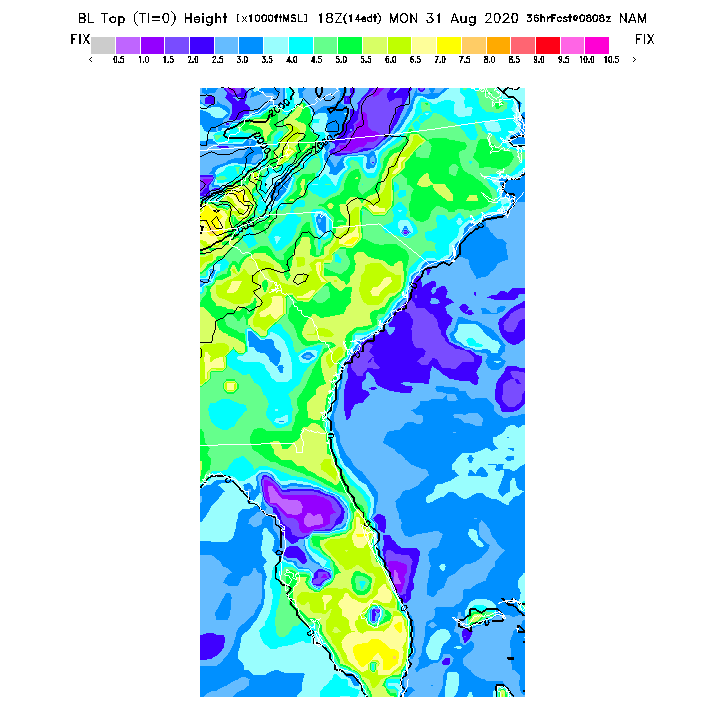 BL Top (TI=0) Height [x1000ftMSL] 18Z(14edt) MON 31 Aug 2020 36hrFcst@0808z NAM
FIX FIX
< 0.5 1.0 1.5 2.0 2.5 3.0 3.5 4.0 4.5 5.0 5.5 6.0 6.5 7.0 7.5 8.0 8.5 9.0 9.5 10.0 10.5 >
2000